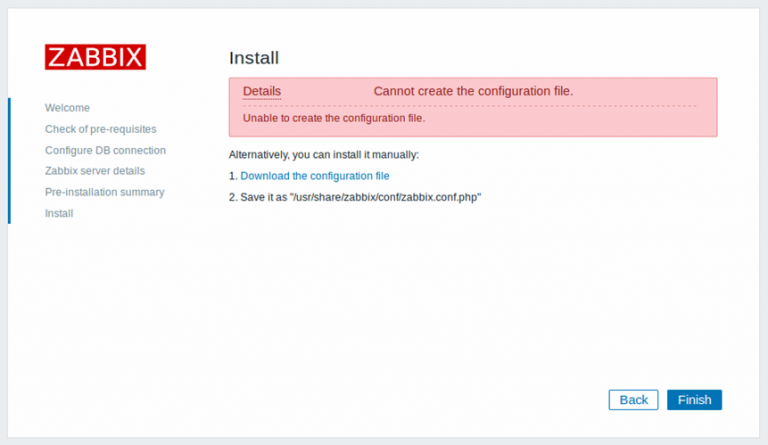 ZABBIX
Welcome
Check of pre-requisites
Configure DB connection
Zabbix server details
Pre-installation summary
Install
Install
Details Cannot create the configuration file.
Unable to create the configuration file.
Alternatively, you can install it manually:
1. Download the configuration file
2. Save it as "/usr/share/zabbix/conf/zabbix.conf.php"
Back Finish